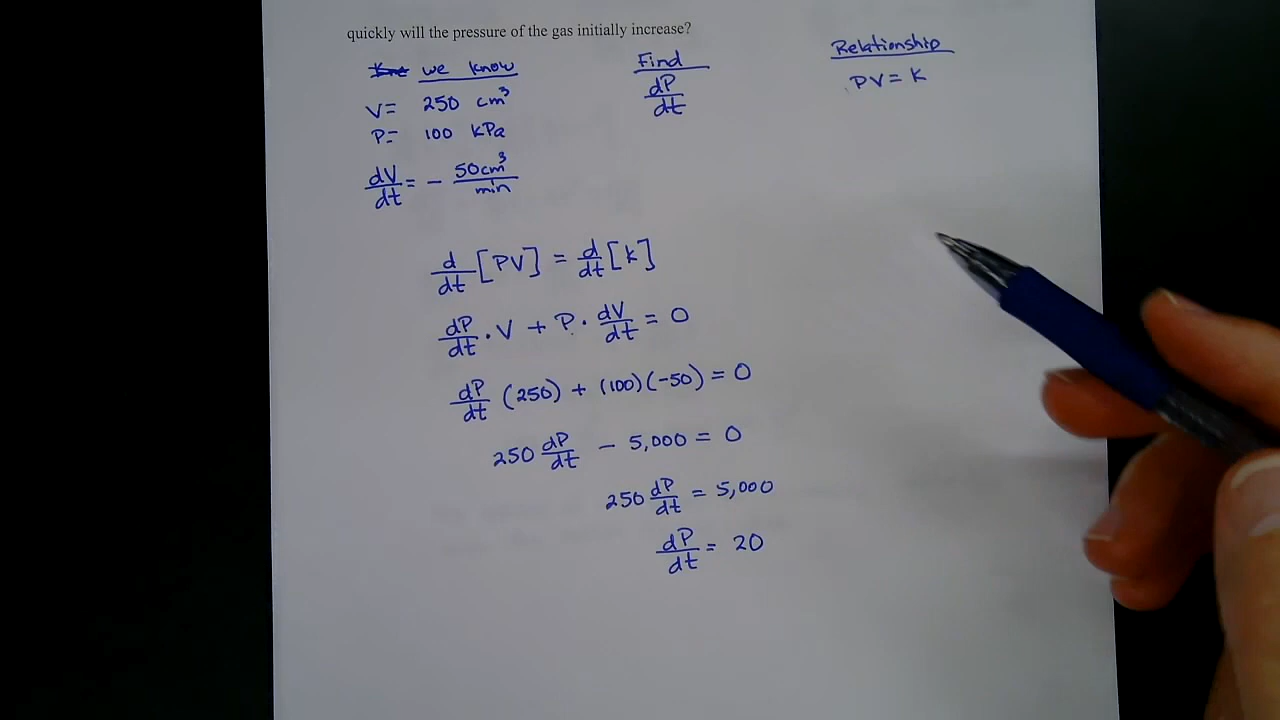 quickly will the pressure of the gas initially increase?
we know
V = 250 cm³
P = 100 kPa
dV/dt = - 50cm³/min
Find
dP/dt
Relationship
PV = K
d/dt [PV] = d/dt [K]
dP/dt · V + P · dV/dt = 0
dP/dt (250) + (100)(-50) = 0
250 dP/dt - 5,000 = 0
250 dP/dt = 5,000
dP/dt = 20